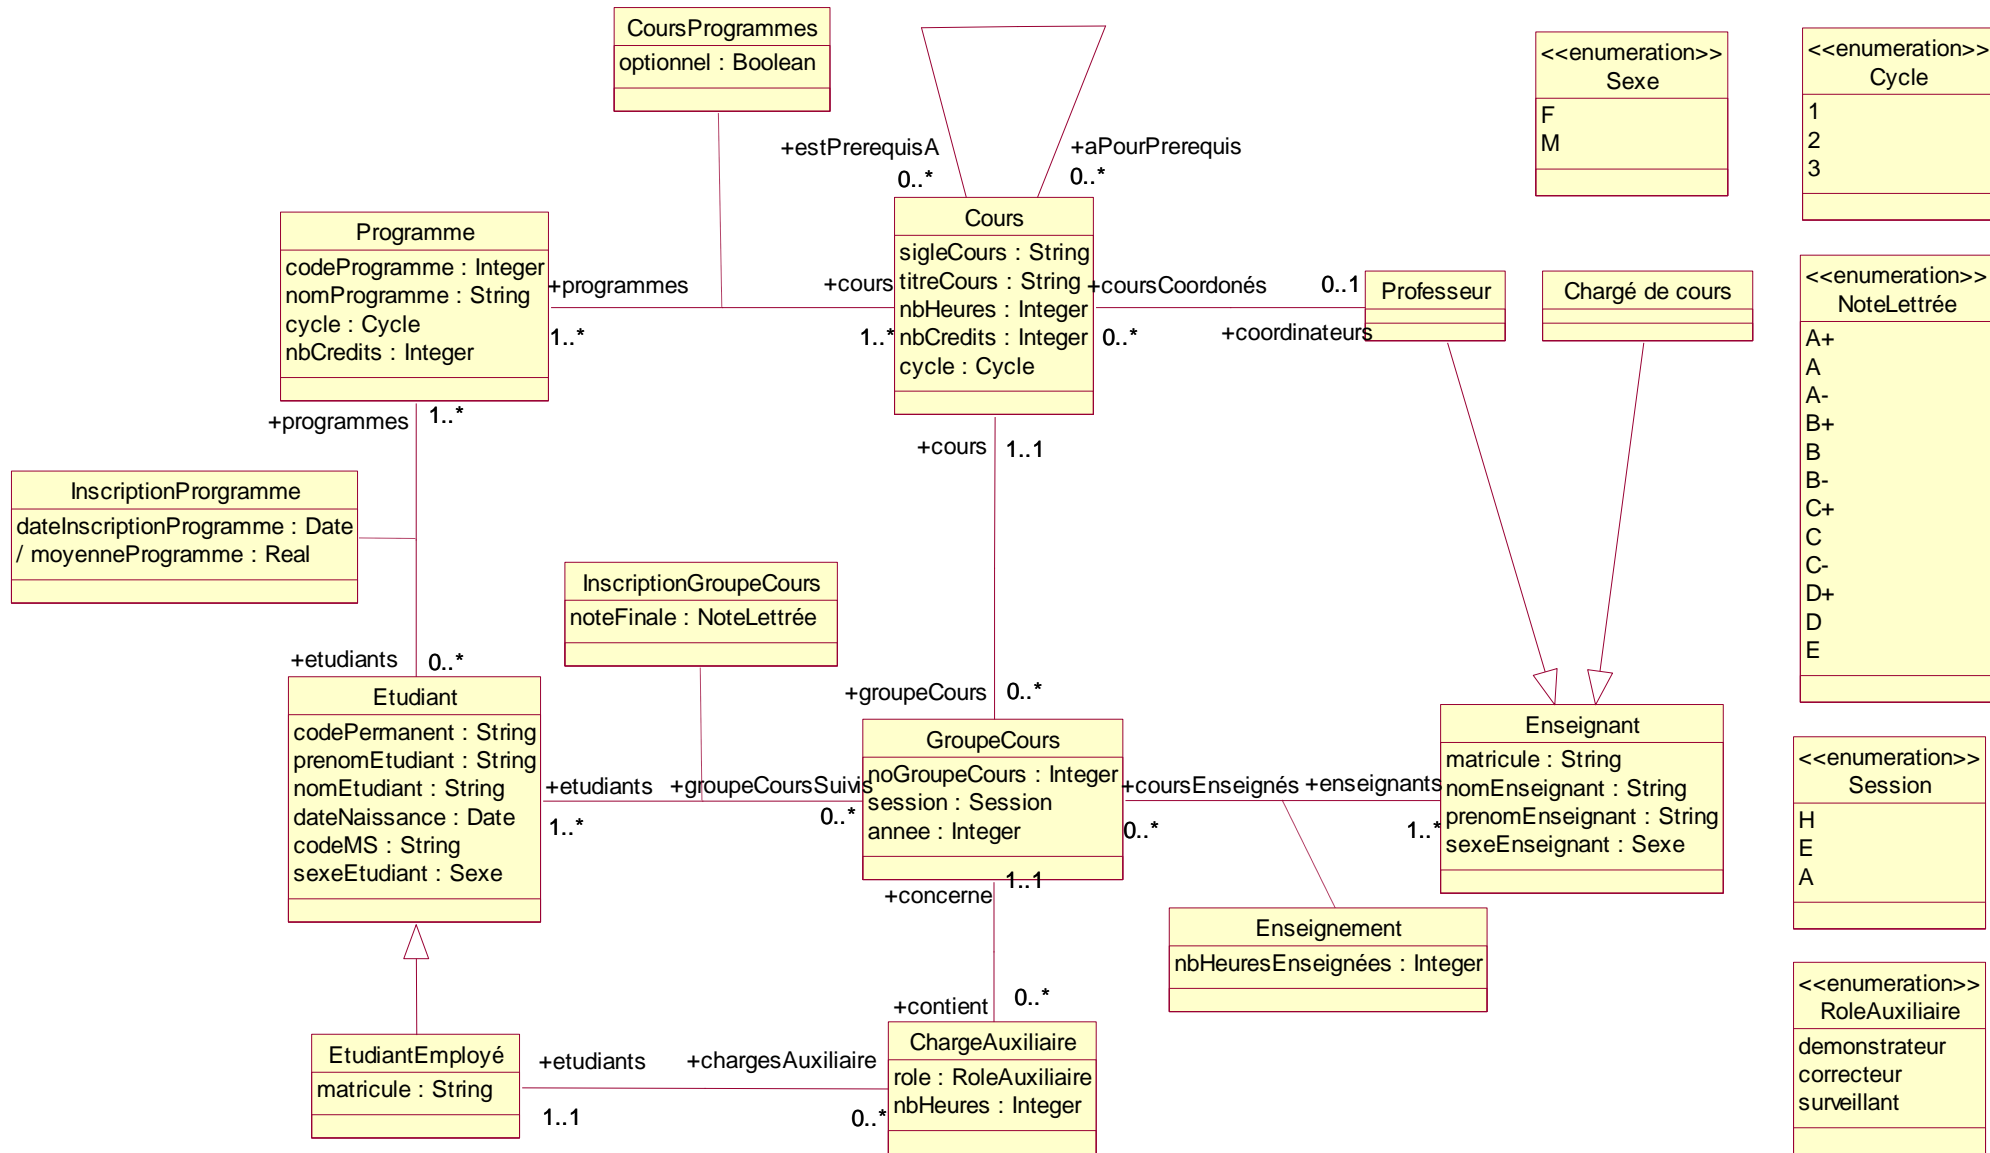 CoursProgrammes
optionnel : Boolean
<<enumeration>>
Sexe
F
M
<<enumeration>>
Cycle
1
2
3
+estPrerequisA
0..*
+aPourPrerequis
0..*
Programme
codeProgramme : Integer
nomProgramme : String
cycle : Cycle
nbCredits : Integer
+programmes
1..*
+cours
1..*
Cours
sigleCours : String
titreCours : String
nbHeures : Integer
nbCredits : Integer
cycle : Cycle
+coursCoordonés
0..*
0..1
+coordinateurs
Professeur
Chargé de cours
<<enumeration>>
NoteLettrée
A+
A
A-
B+
B
B-
C+
C
C-
D+
D
E
+programmes
1..*
+cours
1..1
InscriptionProrgramme
dateInscriptionProgramme : Date
/ moyenneProgramme : Real
InscriptionGroupeCours
noteFinale : NoteLettrée
+etudiants
0..*
+groupeCours
0..*
Etudiant
codePermanent : String
prenomEtudiant : String
nomEtudiant : String
dateNaissance : Date
codeMS : String
sexeEtudiant : Sexe
+etudiants
1..*
+groupeCoursSuivis
0..*
GroupeCours
noGroupeCours : Integer
session : Session
annee : Integer
+coursEnseignés
0..*
+enseignants
1..*
Enseignant
matricule : String
nomEnseignant : String
prenomEnseignant : String
sexeEnseignant : Sexe
<<enumeration>>
Session
H
E
A
1..1
+concerne
Enseignement
nbHeuresEnseignées : Integer
+contient
0..*
<<enumeration>>
RoleAuxiliaire
demonstrateur
correcteur
surveillant
EtudiantEmployé
matricule : String
+etudiants
1..1
+chargesAuxiliaire
0..*
ChargeAuxiliaire
role : RoleAuxiliaire
nbHeures : Integer